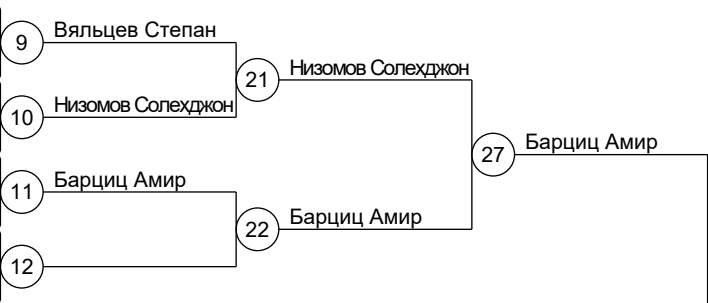 9 Вяльцев Степан
21 Низомов Солехджон
10 Низомов Солехджон
27 Барциц Амир
11 Барциц Амир
22 Барциц Амир
12